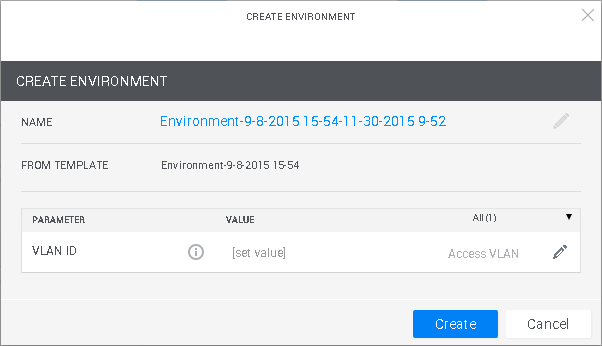 CREATE ENVIRONMENT
CREATE ENVIRONMENT
NAME Environment-9-8-2015 15-54-11-30-2015 9-52
FROM TEMPLATE Environment-9-8-2015 15-54
PARAMETER VALUE All (1)
VLAN ID [set value] Access VLAN
Create Cancel